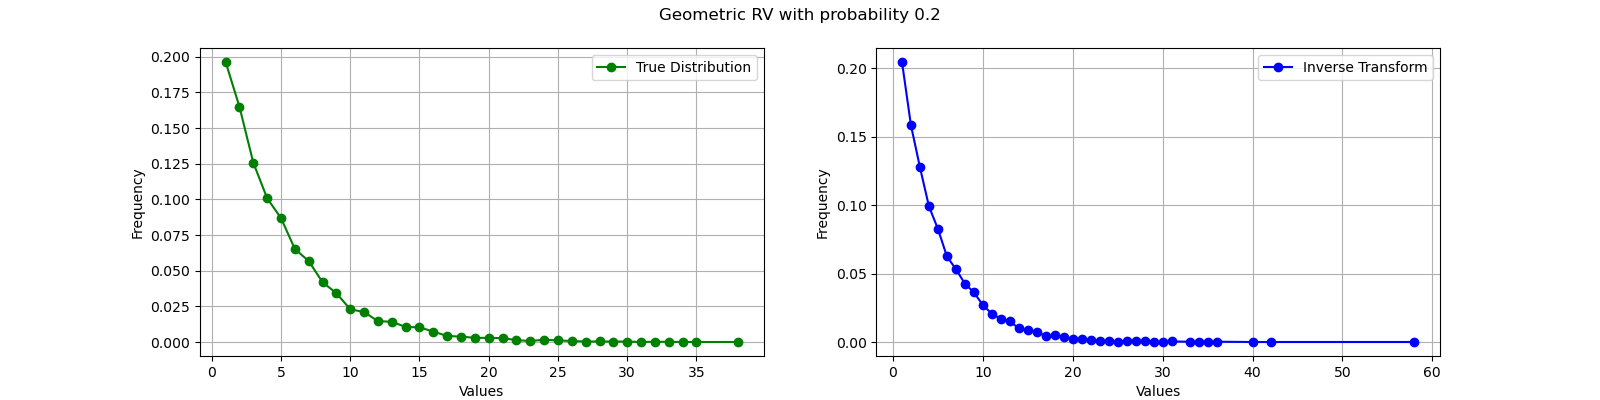 Geometric RV with probability 0.2
True Distribution
Frequency
0.200
0.175
0.150
0.125
0.100
0.075
0.050
0.025
0.000
0 5 10 15 20 25 30 35
Values
Inverse Transform
Frequency
0.20
0.15
0.10
0.05
0.00
0 10 20 30 40 50 60
Values